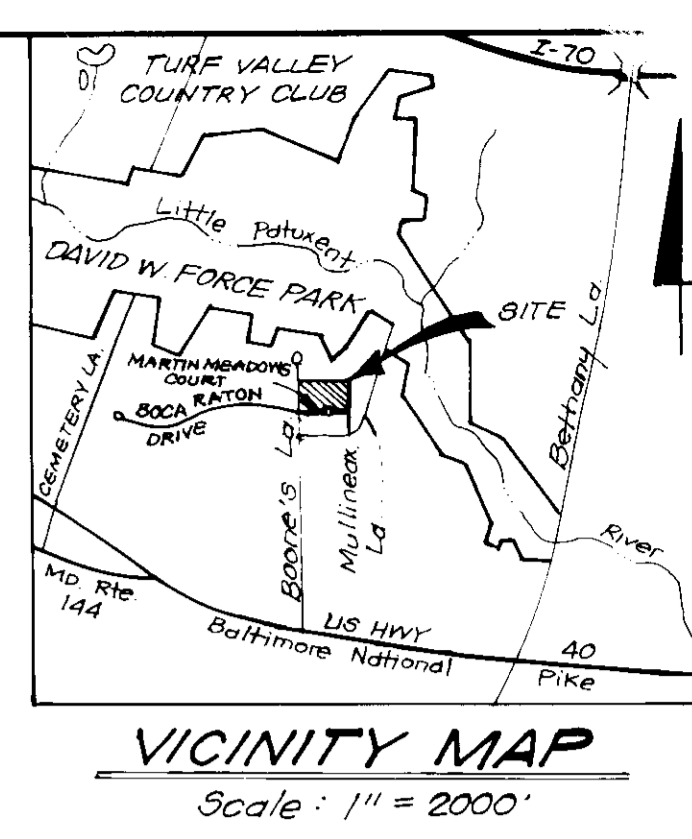 I-70
TURF VALLEY
COUNTRY CLUB
Little Patuxent
DAVID W. FORCE PARK
SITE
Bethany La.
MARTIN MEADOWS
COURT
BOCA RATON
DRIVE
CEMETERY LA.
Boone's La.
Mullineax
La.
River
MD. Rte.
144
US HWY
40
Baltimore National
Pike
VICINITY MAP
Scale : 1" = 2000'